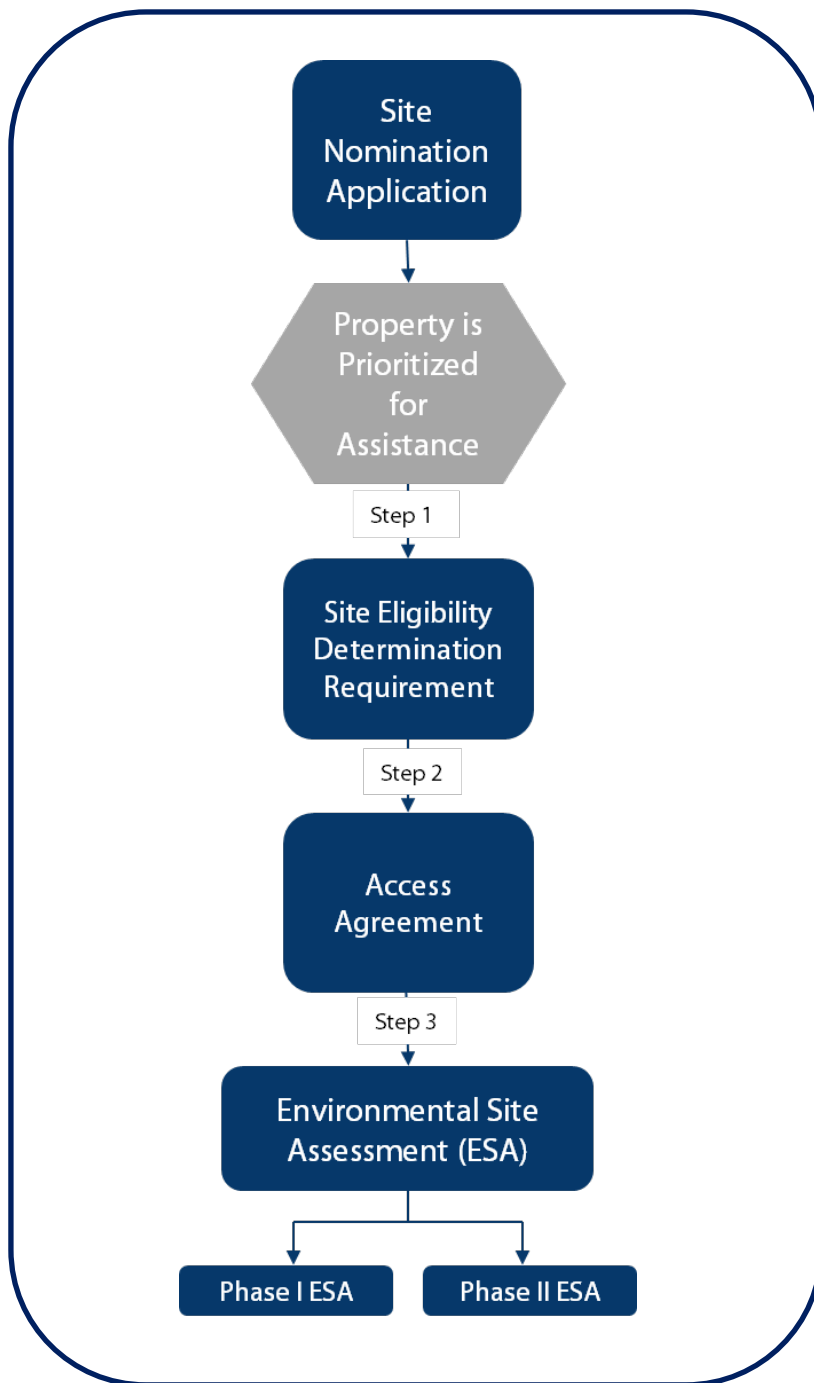 Site
Nomination
Application
Property is
Prioritized
for
Assistance
Step 1
Site Eligibility
Determination
Requirement
Step 2
Access
Agreement
Step 3
Environmental Site
Assessment (ESA)
Phase I ESA
Phase II ESA